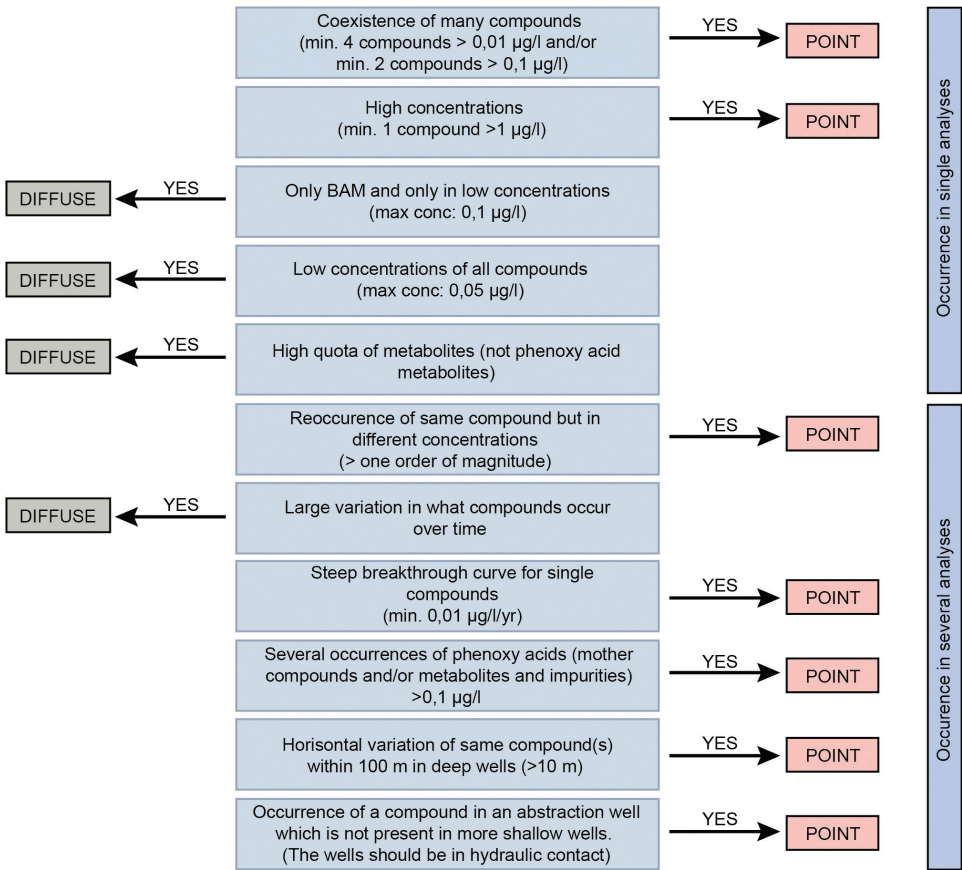 Coexistence of many compounds
(min. 4 compounds > 0,01 µg/l and/or
min. 2 compounds > 0,1 µg/l)
YES
POINT
High concentrations
(min. 1 compound >1 µg/l)
YES
POINT
DIFFUSE
YES
Only BAM and only in low concentrations
(max conc: 0,1 µg/l)
DIFFUSE
YES
Low concentrations of all compounds
(max conc: 0,05 µg/l)
DIFFUSE
YES
High quota of metabolites (not phenoxy acid
metabolites)
Occurrence in single analyses
Reoccurence of same compound but in
different concentrations
(> one order of magnitude)
YES
POINT
DIFFUSE
YES
Large variation in what compounds occur
over time
Steep breakthrough curve for single
compounds
(min. 0,01 µg/l/yr)
YES
POINT
Several occurrences of phenoxy acids (mother
compounds and/or metabolites and impurities)
>0,1 µg/l
YES
POINT
Horisontal variation of same compound(s)
within 100 m in deep wells (>10 m)
YES
POINT
Occurrence of a compound in an abstraction well
which is not present in more shallow wells.
(The wells should be in hydraulic contact)
YES
POINT
Occurence in several analyses